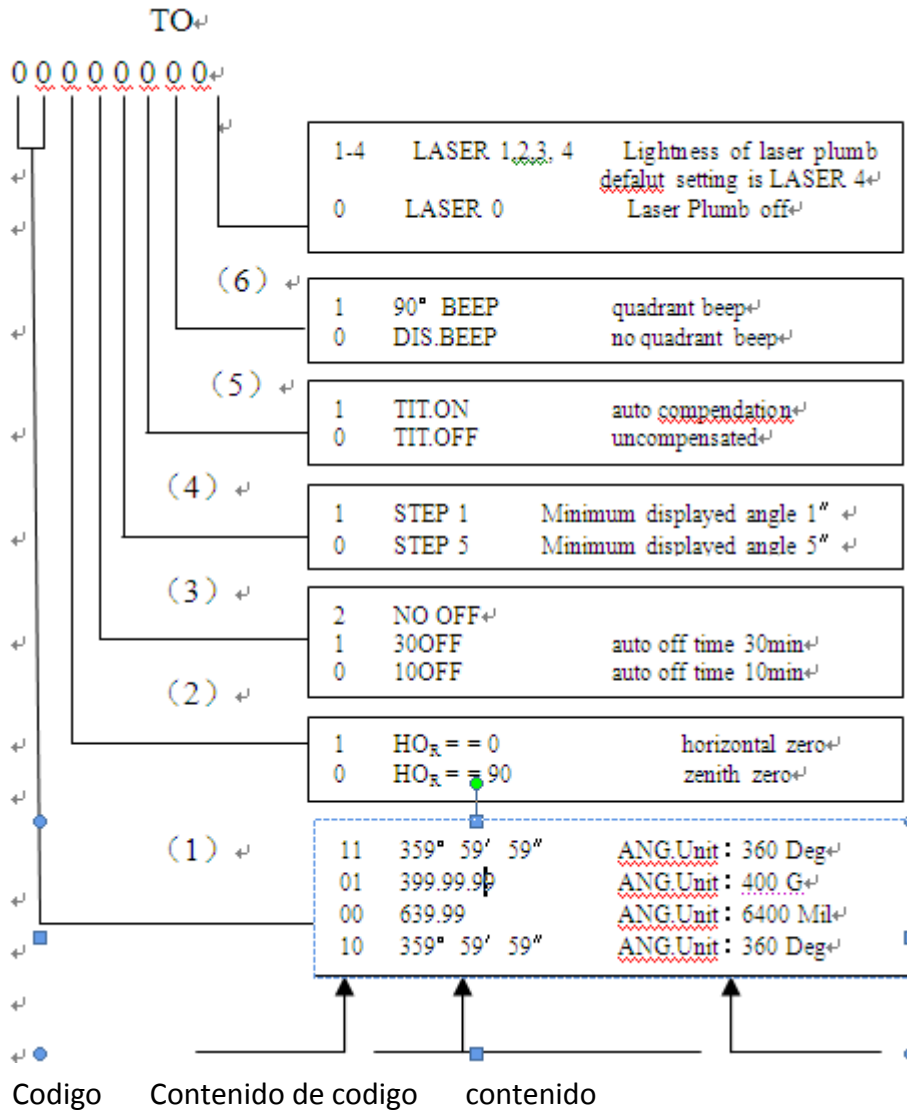 TO
0 0 0 0 0 0 0 0
1-4 LASER 1,2,3, 4 Lightness of laser plumb
defalut setting is LASER 4
0 LASER 0 Laser Plumb off
(6)
1 90° BEEP quadrant beep
0 DIS.BEEP no quadrant beep
(5)
1 TIT.ON auto compendation
0 TIT.OFF uncompensated
(4)
1 STEP 1 Minimum displayed angle 1″
0 STEP 5 Minimum displayed angle 5″
(3)
2 NO OFF
1 30OFF auto off time 30min
0 10OFF auto off time 10min
(2)
1 HOR = = 0 horizontal zero
0 HOR = = 90 zenith zero
(1)
11 359° 59′ 59″ ANG.Unit: 360 Deg
01 399.99.99 ANG.Unit: 400 G
00 639.99 ANG.Unit: 6400 Mil
10 359° 59′ 59″ ANG.Unit: 360 Deg
Codigo Contenido de codigo contenido